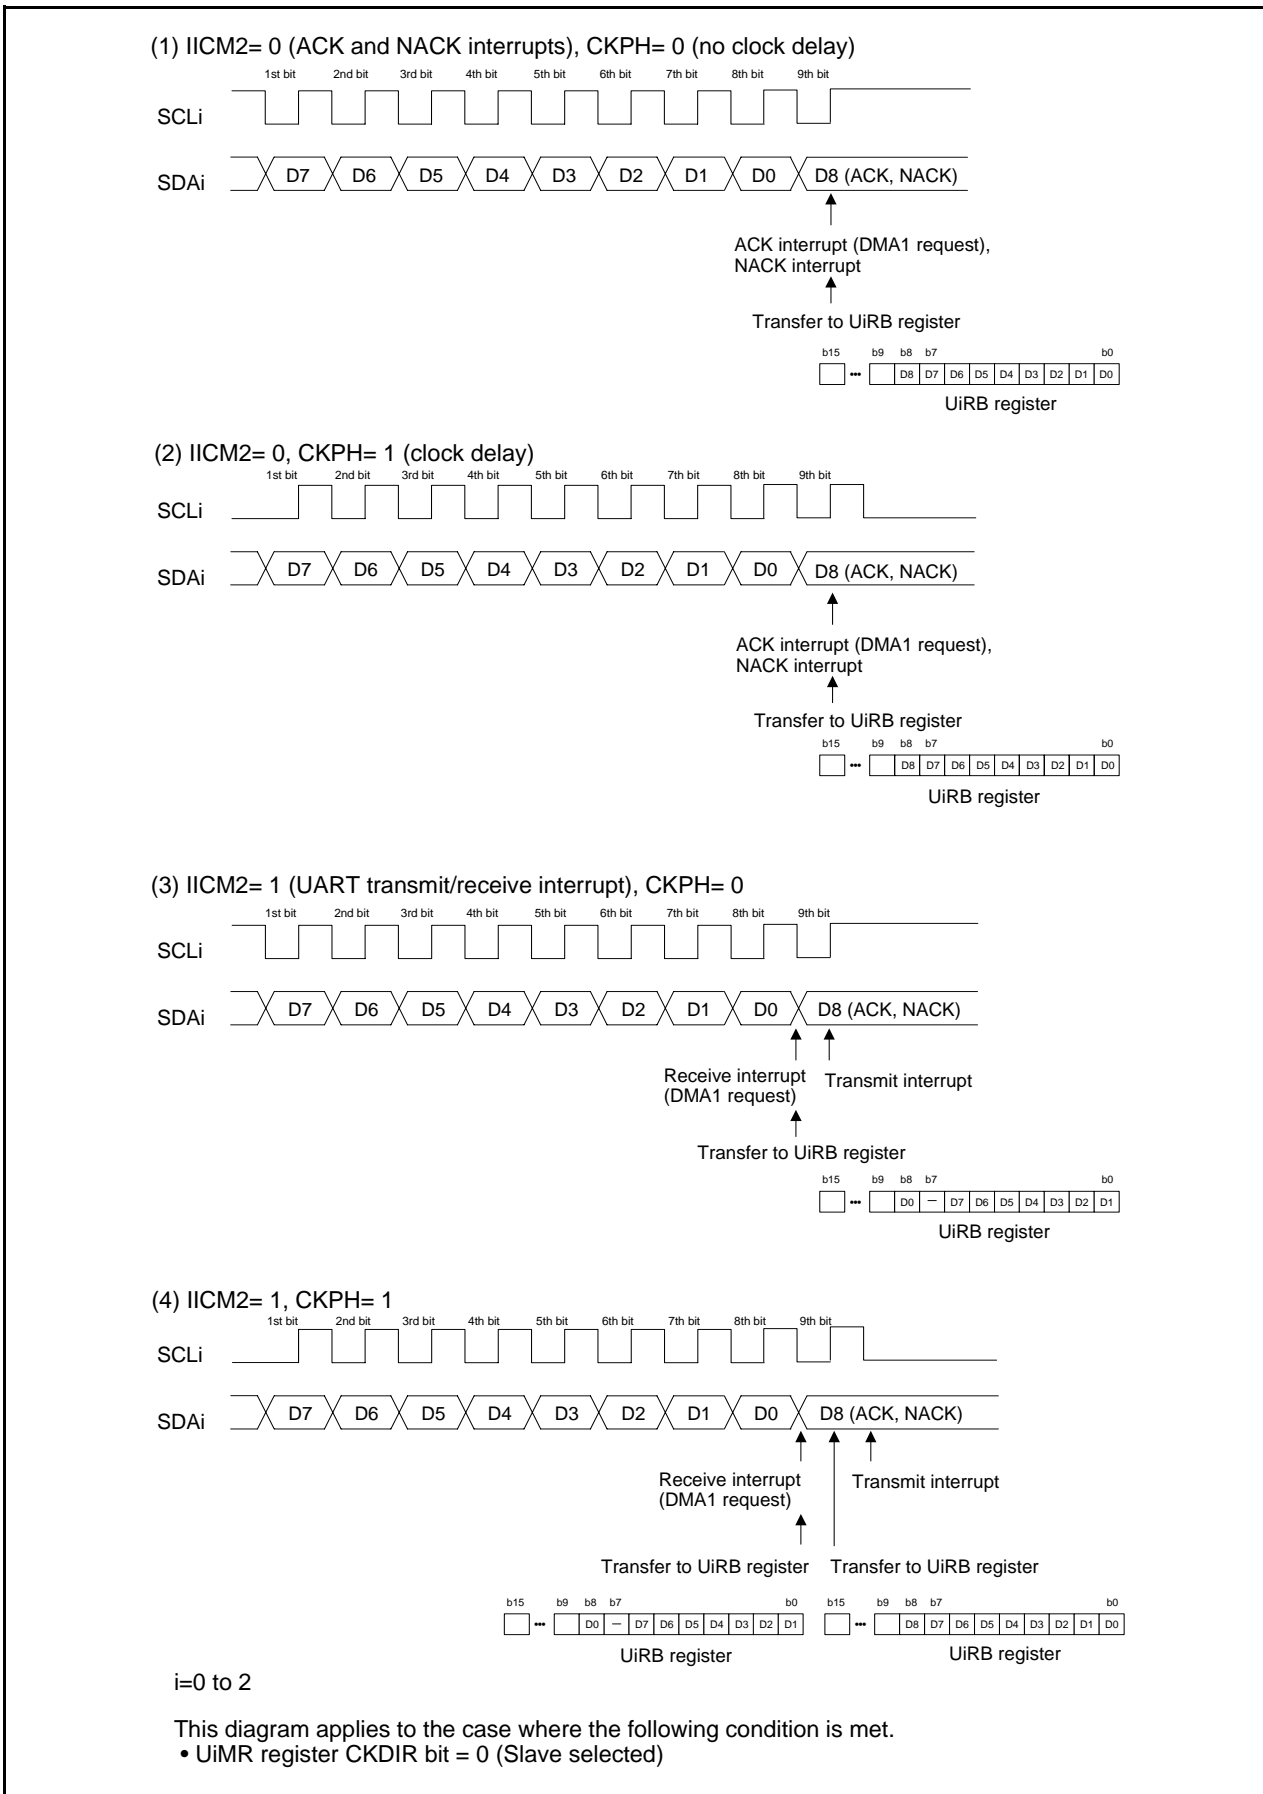 (1) IICM2= 0 (ACK and NACK interrupts), CKPH= 0 (no clock delay)
1st bit 2nd bit 3rd bit 4th bit 5th bit 6th bit 7th bit 8th bit 9th bit
SCLi
SDAi D7 D6 D5 D4 D3 D2 D1 D0 D8 (ACK, NACK)
ACK interrupt (DMA1 request),
NACK interrupt
Transfer to UiRB register
b15 b9 b8 b7 b0
••• D8 D7 D6 D5 D4 D3 D2 D1 D0
UiRB register
(2) IICM2= 0, CKPH= 1 (clock delay)
1st bit 2nd bit 3rd bit 4th bit 5th bit 6th bit 7th bit 8th bit 9th bit
SCLi
SDAi D7 D6 D5 D4 D3 D2 D1 D0 D8 (ACK, NACK)
ACK interrupt (DMA1 request),
NACK interrupt
Transfer to UiRB register
b15 b9 b8 b7 b0
••• D8 D7 D6 D5 D4 D3 D2 D1 D0
UiRB register
(3) IICM2= 1 (UART transmit/receive interrupt), CKPH= 0
1st bit 2nd bit 3rd bit 4th bit 5th bit 6th bit 7th bit 8th bit 9th bit
SCLi
SDAi D7 D6 D5 D4 D3 D2 D1 D0 D8 (ACK, NACK)
Receive interrupt Transmit interrupt
(DMA1 request)
Transfer to UiRB register
b15 b9 b8 b7 b0
••• D0 — D7 D6 D5 D4 D3 D2 D1
UiRB register
(4) IICM2= 1, CKPH= 1
1st bit 2nd bit 3rd bit 4th bit 5th bit 6th bit 7th bit 8th bit 9th bit
SCLi
SDAi D7 D6 D5 D4 D3 D2 D1 D0 D8 (ACK, NACK)
Receive interrupt Transmit interrupt
(DMA1 request)
Transfer to UiRB register Transfer to UiRB register
b15 b9 b8 b7 b0 b15 b9 b8 b7 b0
••• D0 — D7 D6 D5 D4 D3 D2 D1 ••• D8 D7 D6 D5 D4 D3 D2 D1 D0
UiRB register UiRB register
i=0 to 2
This diagram applies to the case where the following condition is met.
• UiMR register CKDIR bit = 0 (Slave selected)